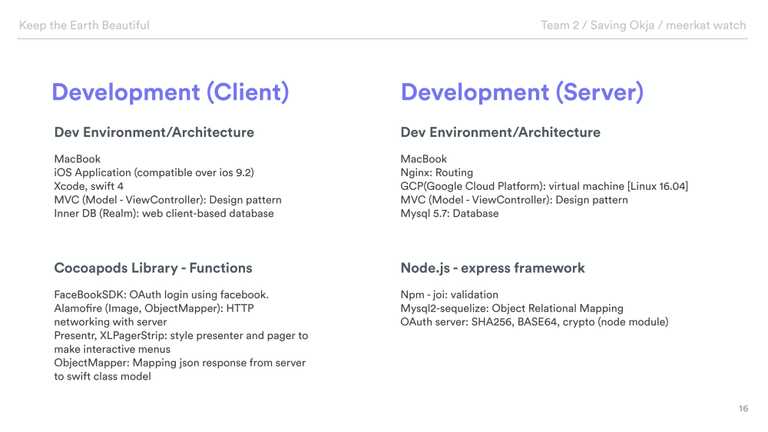 Keep the Earth Beautiful
Team 2 / Saving Okja / meerkat watch
Development (Client)
Dev Environment/Architecture
MacBook
iOS Application (compatible over ios 9.2)
Xcode, swift 4
MVC (Model - ViewController): Design pattern
Inner DB (Realm): web client-based database
Cocoapods Library - Functions
FaceBookSDK: OAuth login using facebook.
Alamofire (Image, ObjectMapper): HTTP
networking with server
Presentr, XLPagerStrip: style presenter and pager to
make interactive menus
ObjectMapper: Mapping json response from server
to swift class model
Development (Server)
Dev Environment/Architecture
MacBook
Nginx: Routing
GCP(Google Cloud Platform): virtual machine [Linux 16.04]
MVC (Model - ViewController): Design pattern
Mysql 5.7: Database
Node.js - express framework
Npm - joi: validation
Mysql2-sequelize: Object Relational Mapping
OAuth server: SHA256, BASE64, crypto (node module)
16